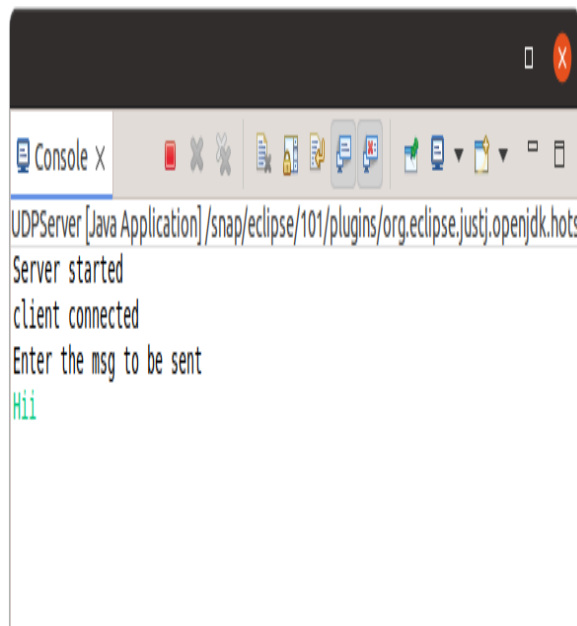 Console
UDPServer [Java Application] /snap/eclipse/101/plugins/org.eclipse.justj.openjdk.hots
Server started
client connected
Enter the msg to be sent
Hii